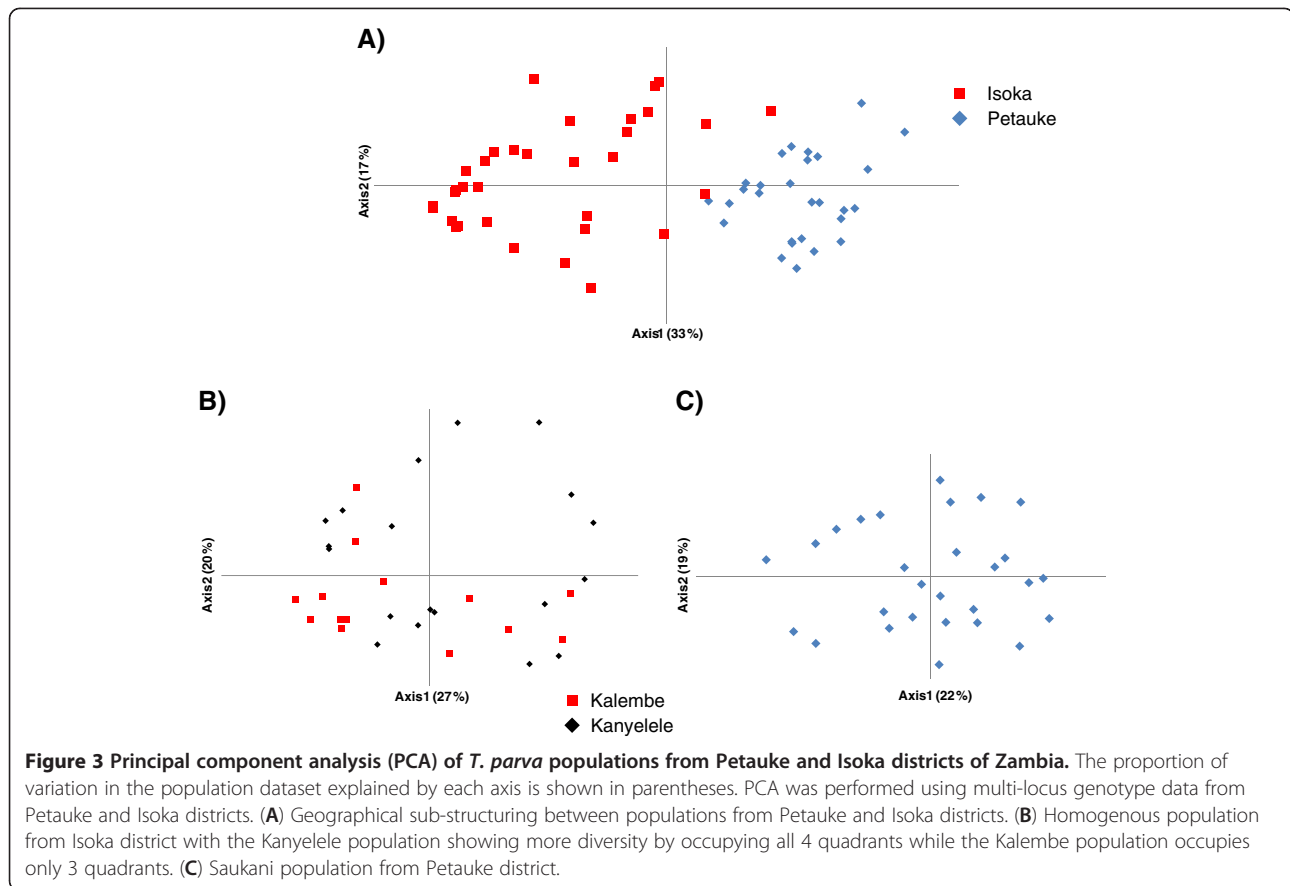 A)
Isoka
Petauke
Axis2 (17%)
Axis1 (33%)
B)
Axis2 (20%)
Axis1 (27%)
Kalembe
Kanyelele
C)
Axis2 (19%)
Axis1 (22%)
Figure 3 Principal component analysis (PCA) of T. parva populations from Petauke and Isoka districts of Zambia. The proportion of
variation in the population dataset explained by each axis is shown in parentheses. PCA was performed using multi-locus genotype data from
Petauke and Isoka districts. (A) Geographical sub-structuring between populations from Petauke and Isoka districts. (B) Homogenous population
from Isoka district with the Kanyelele population showing more diversity by occupying all 4 quadrants while the Kalembe population occupies
only 3 quadrants. (C) Saukani population from Petauke district.